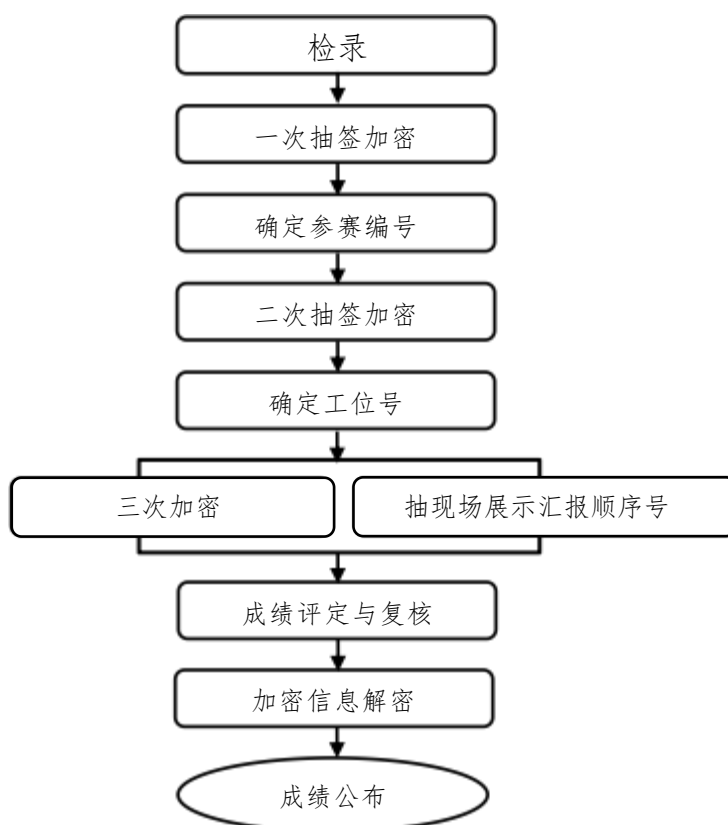 检录
一次抽签加密
确定参赛编号
二次抽签加密
确定工位号
三次加密
抽现场展示汇报顺序号
成绩评定与复核
加密信息解密
成绩公布